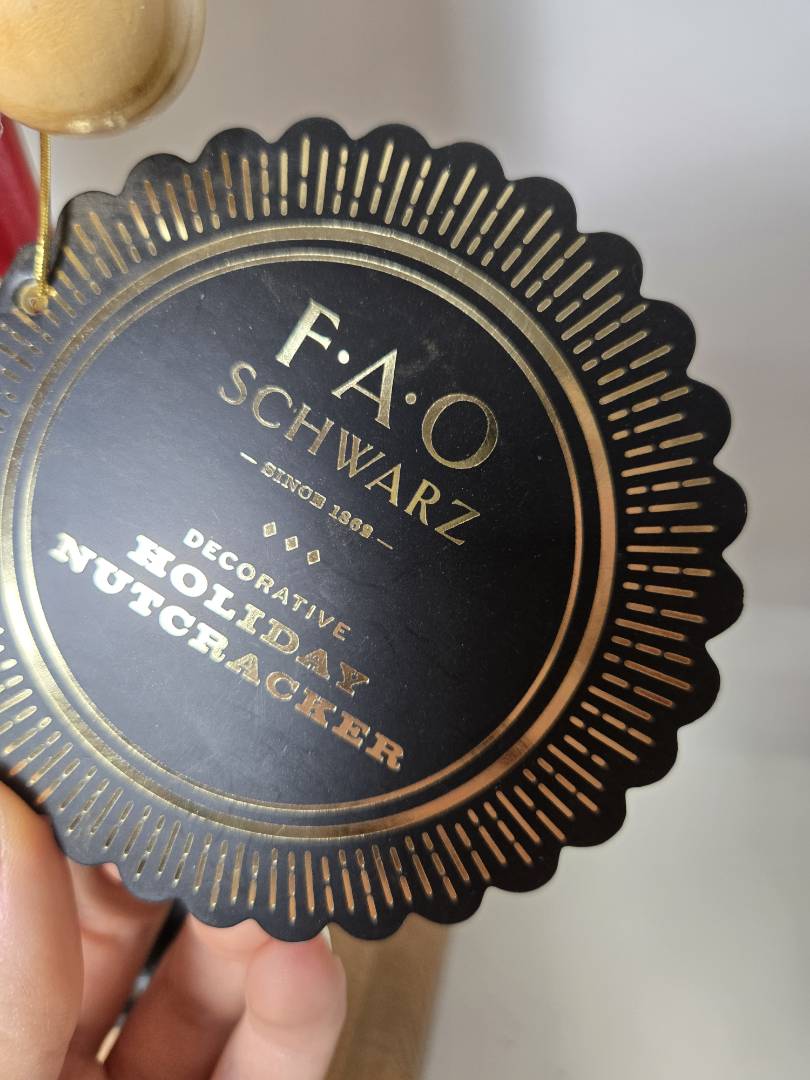 F·A·O
SCHWARZ
— SINCE 1862 —
DECORATIVE
HOLIDAY
NUTCRACKER